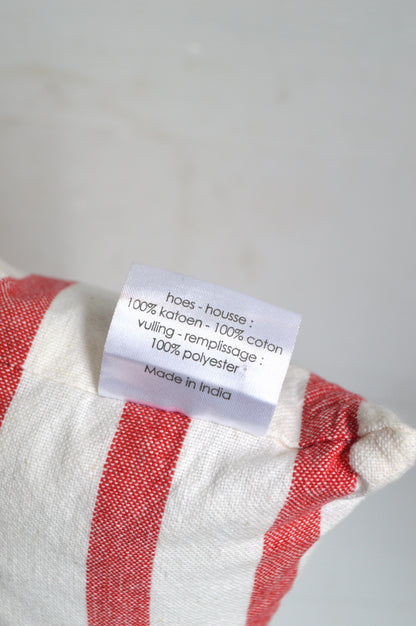 hoes - housse :
100% katoen - 100% coton
vulling - remplissage :
100% polyester
Made in India